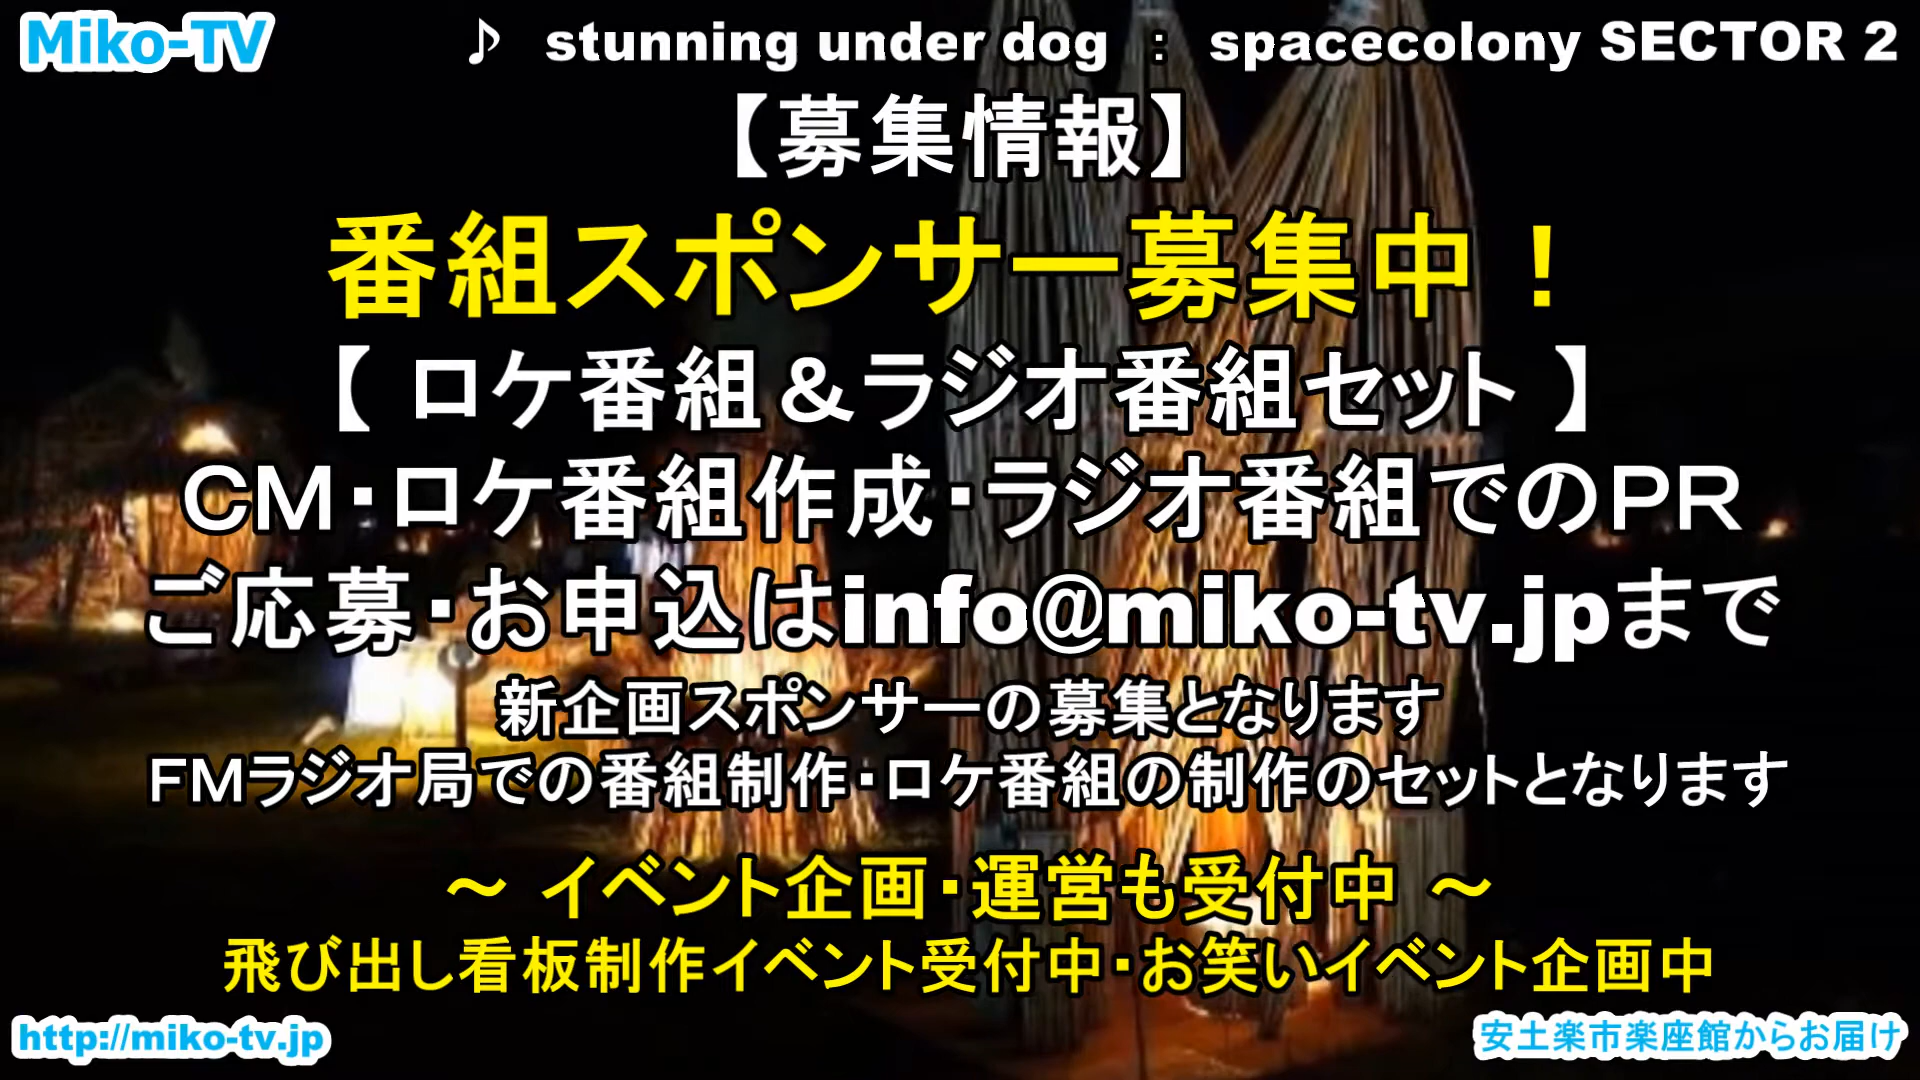 Miko-TV
♪ stunning under dog : spacecolony SECTOR 2
【募集情報】
番組スポンサー募集中！
【 ロケ番組＆ラジオ番組セット 】
ＣＭ・ロケ番組作成・ラジオ番組でのＰＲ
ご応募・お申込はinfo@miko-tv.jpまで
新企画スポンサーの募集となります
ＦＭラジオ局での番組制作・ロケ番組の制作のセットとなります
～ イベント企画・運営も受付中 ～
飛び出し看板制作イベント受付中・お笑いイベント企画中
http://miko-tv.jp
安土楽市楽座館からお届け